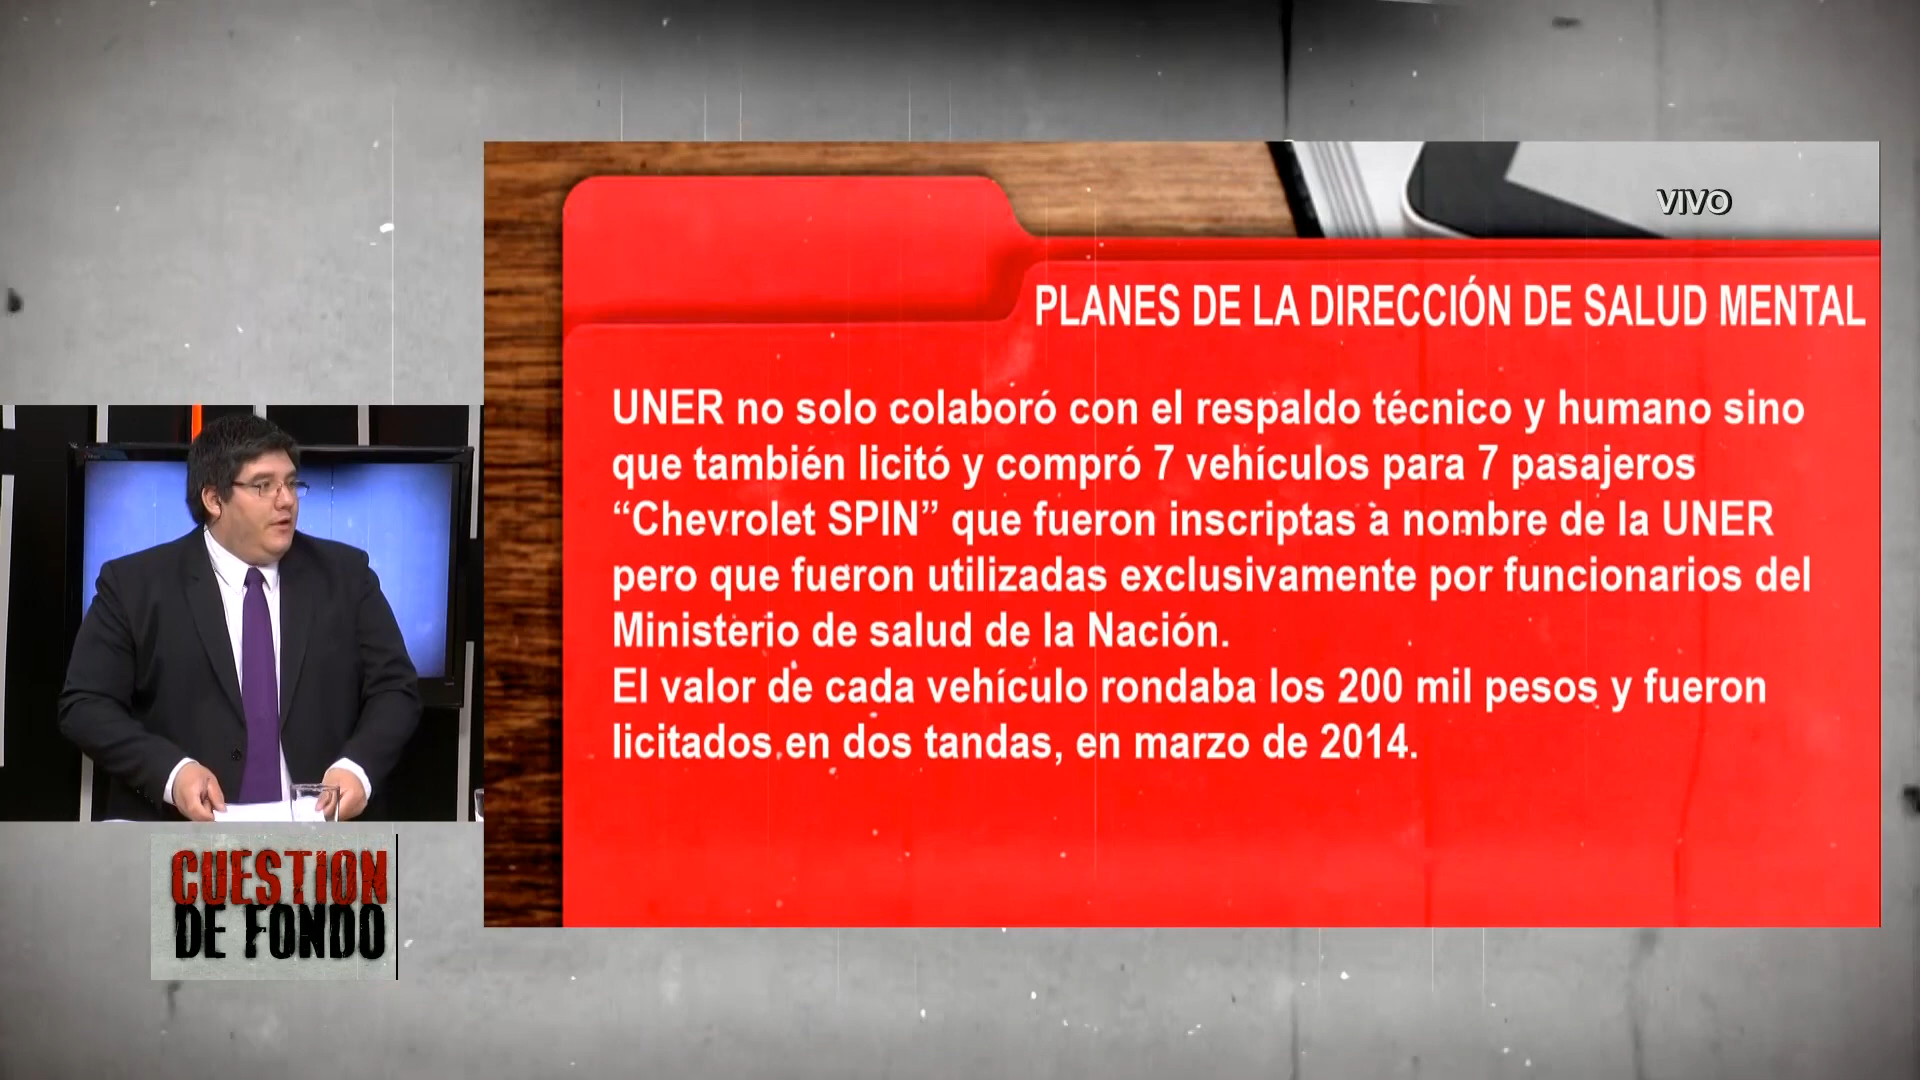 VIVO
PLANES DE LA DIRECCIÓN DE SALUD MENTAL
UNER no solo colaboró con el respaldo técnico y humano sino
que también licitó y compró 7 vehículos para 7 pasajeros
“Chevrolet SPIN” que fueron inscriptas a nombre de la UNER
pero que fueron utilizadas exclusivamente por funcionarios del
Ministerio de salud de la Nación.
El valor de cada vehículo rondaba los 200 mil pesos y fueron
licitados en dos tandas, en marzo de 2014.
CUESTION
DE FONDO